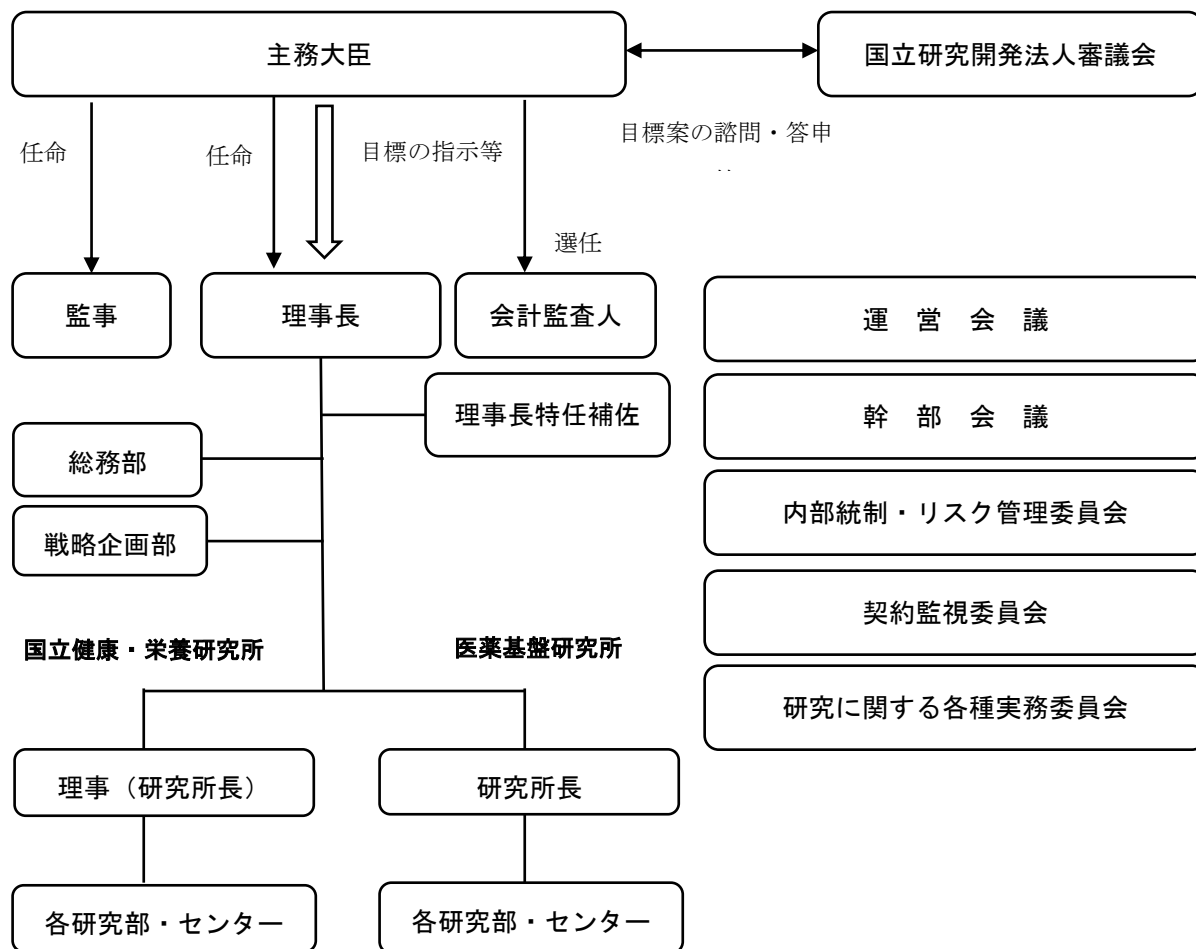 主務大臣
国立研究開発法人審議会
任命
任命
目標の指示等
目標案の諮問・答申
選任
監事
理事長
会計監査人
運 営 会 議
理事長特任補佐
幹 部 会 議
総務部
内部統制・リスク管理委員会
戦略企画部
契約監視委員会
国立健康・栄養研究所
医薬基盤研究所
研究に関する各種実務委員会
理事（研究所長）
研究所長
各研究部・センター
各研究部・センター